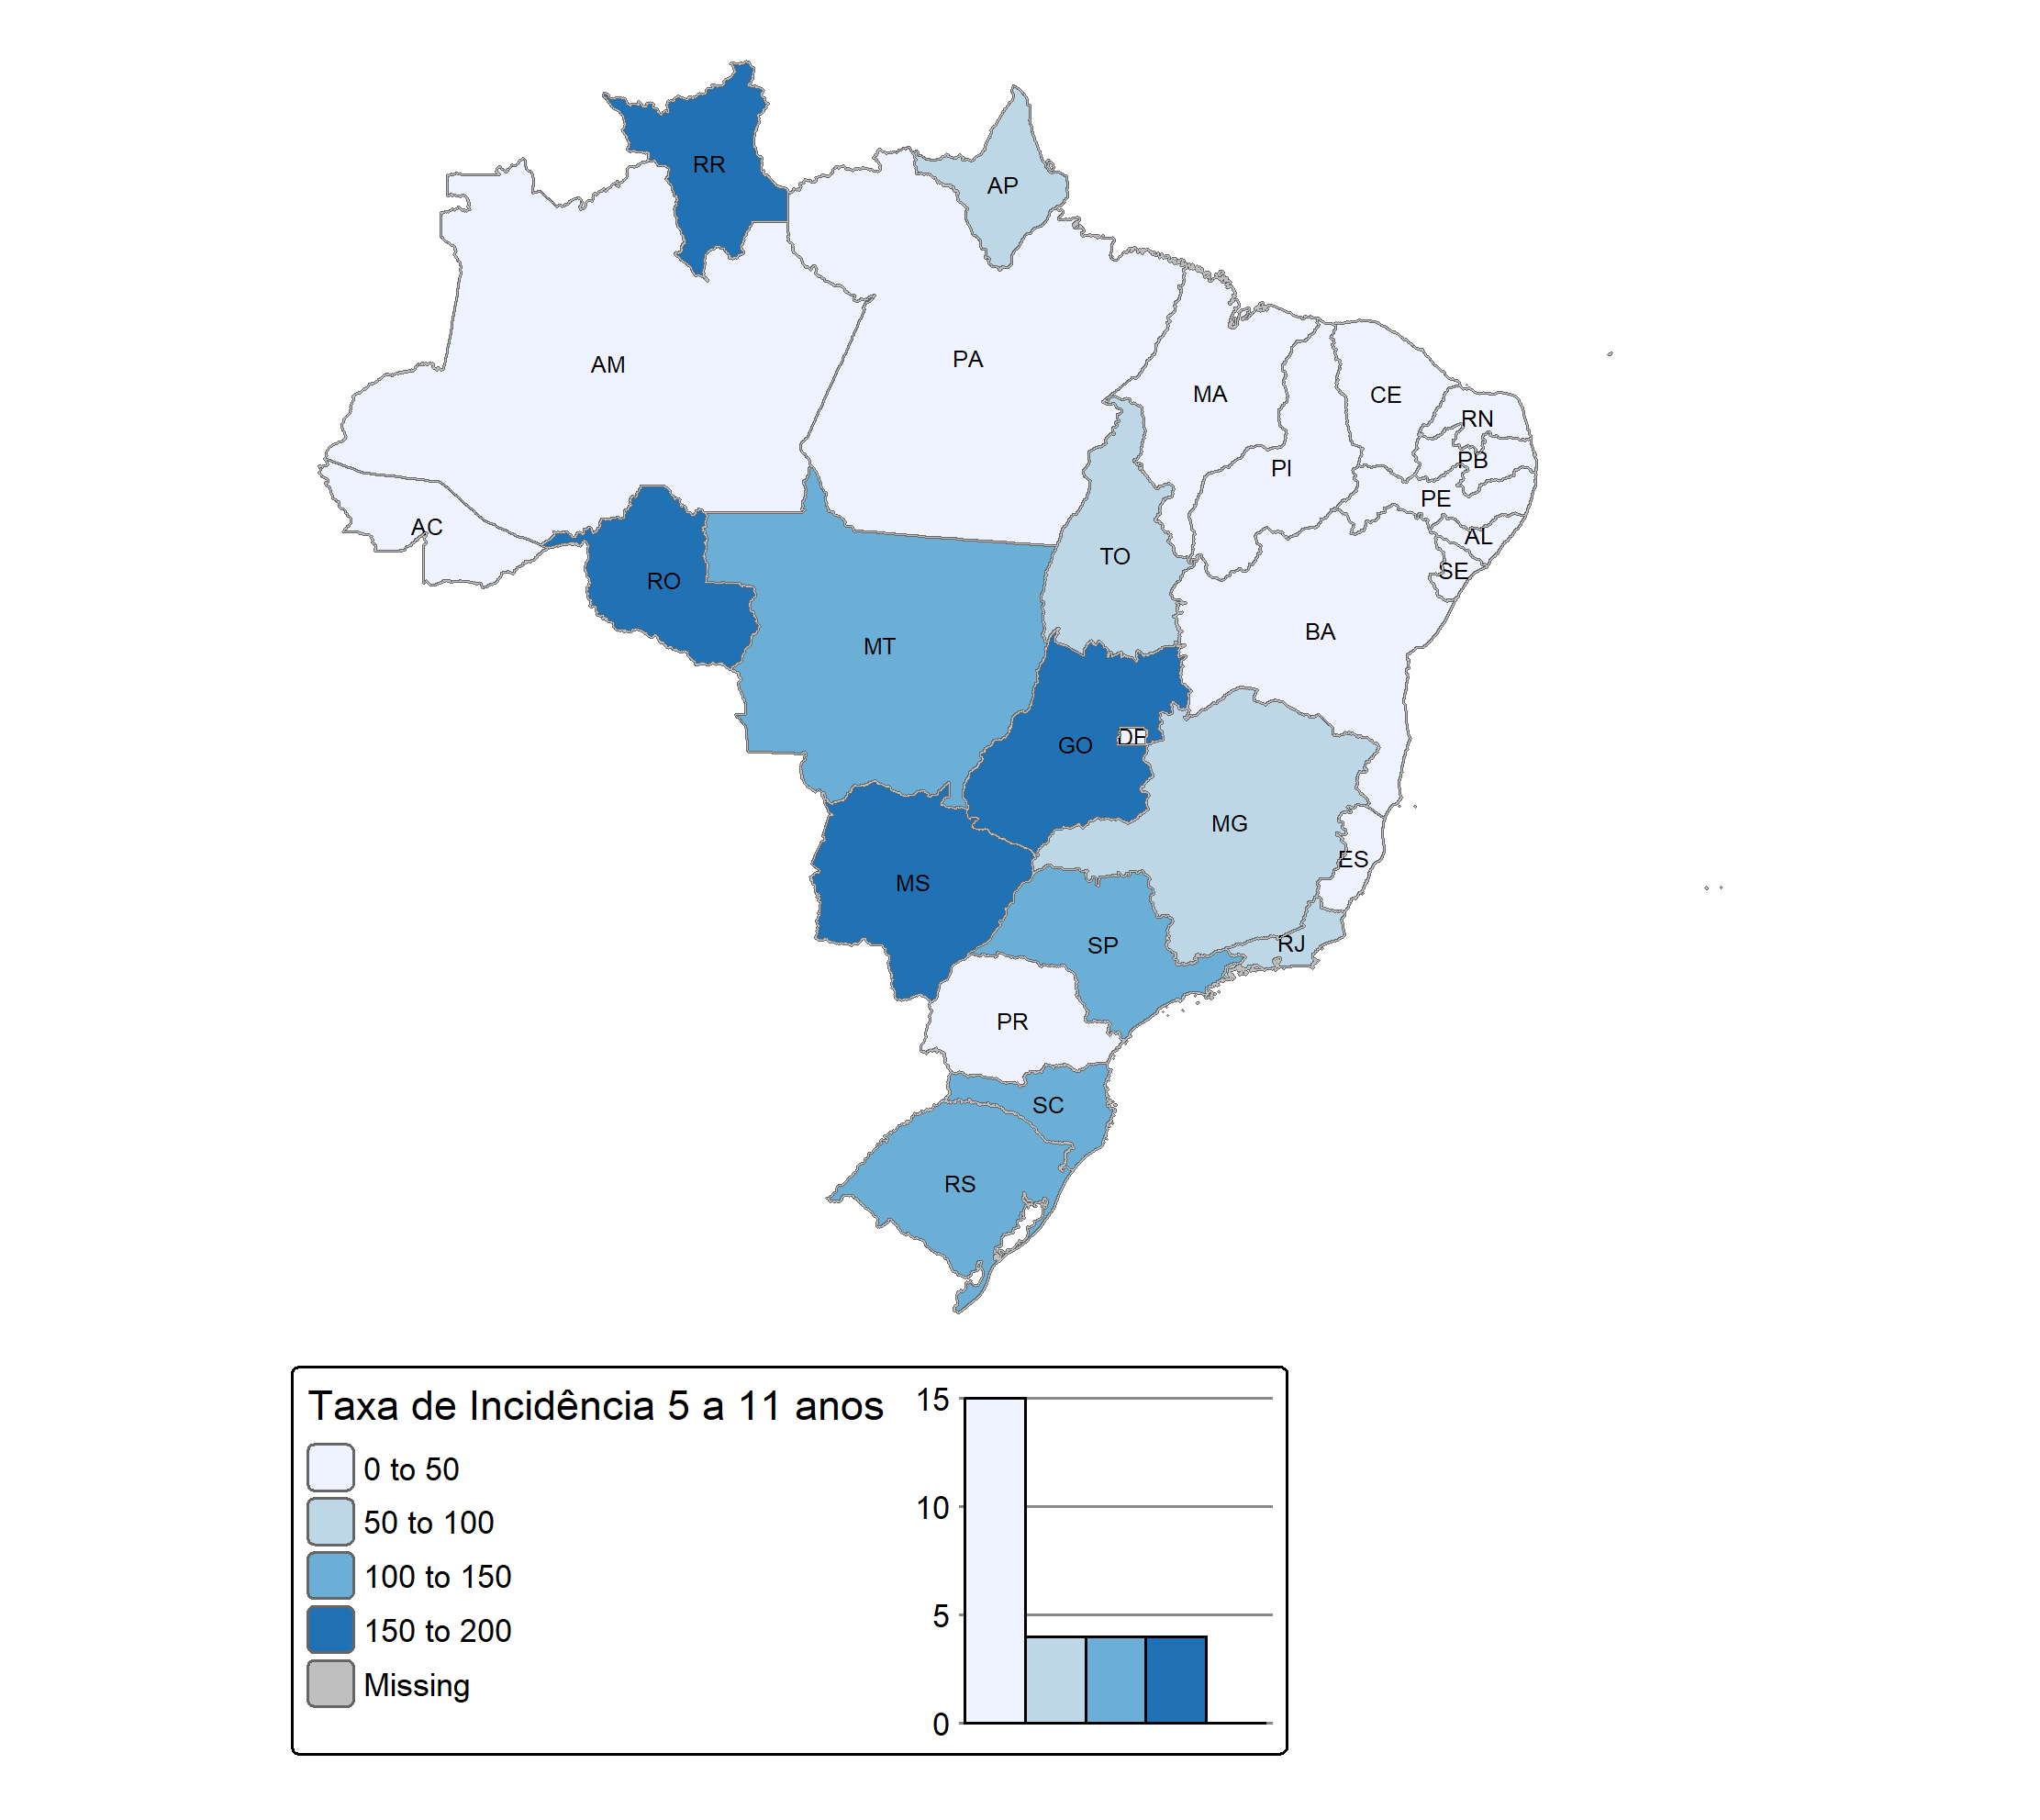 RR
AP
AM
PA
MA
CE
RN
PI
PB
PE
AC
AL
TO
SE
RO
BA
MT
DF
GO
MG
ES
MS
RJ
SP
PR
SC
RS
Taxa de Incidência 5 a 11 anos
0 to 50
50 to 100
100 to 150
150 to 200
Missing
15
10
5
0